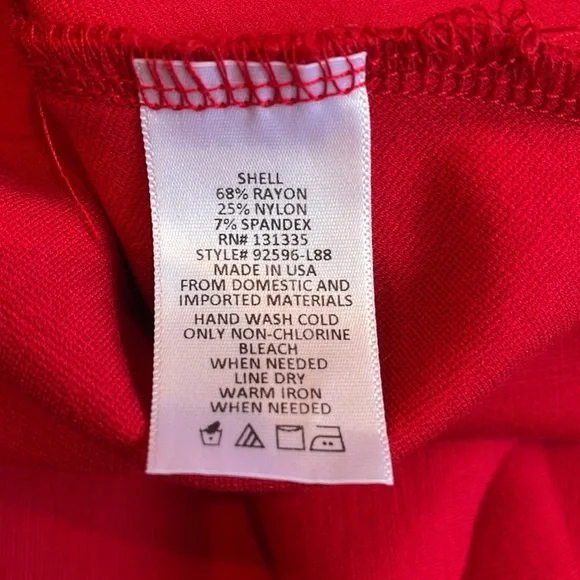 SHELL
68% RAYON
25% NYLON
7% SPANDEX
RN# 131335
STYLE# 92596-L88
MADE IN USA
FROM DOMESTIC AND
IMPORTED MATERIALS
HAND WASH COLD
ONLY NON-CHLORINE
BLEACH
WHEN NEEDED
LINE DRY
WARM IRON
WHEN NEEDED